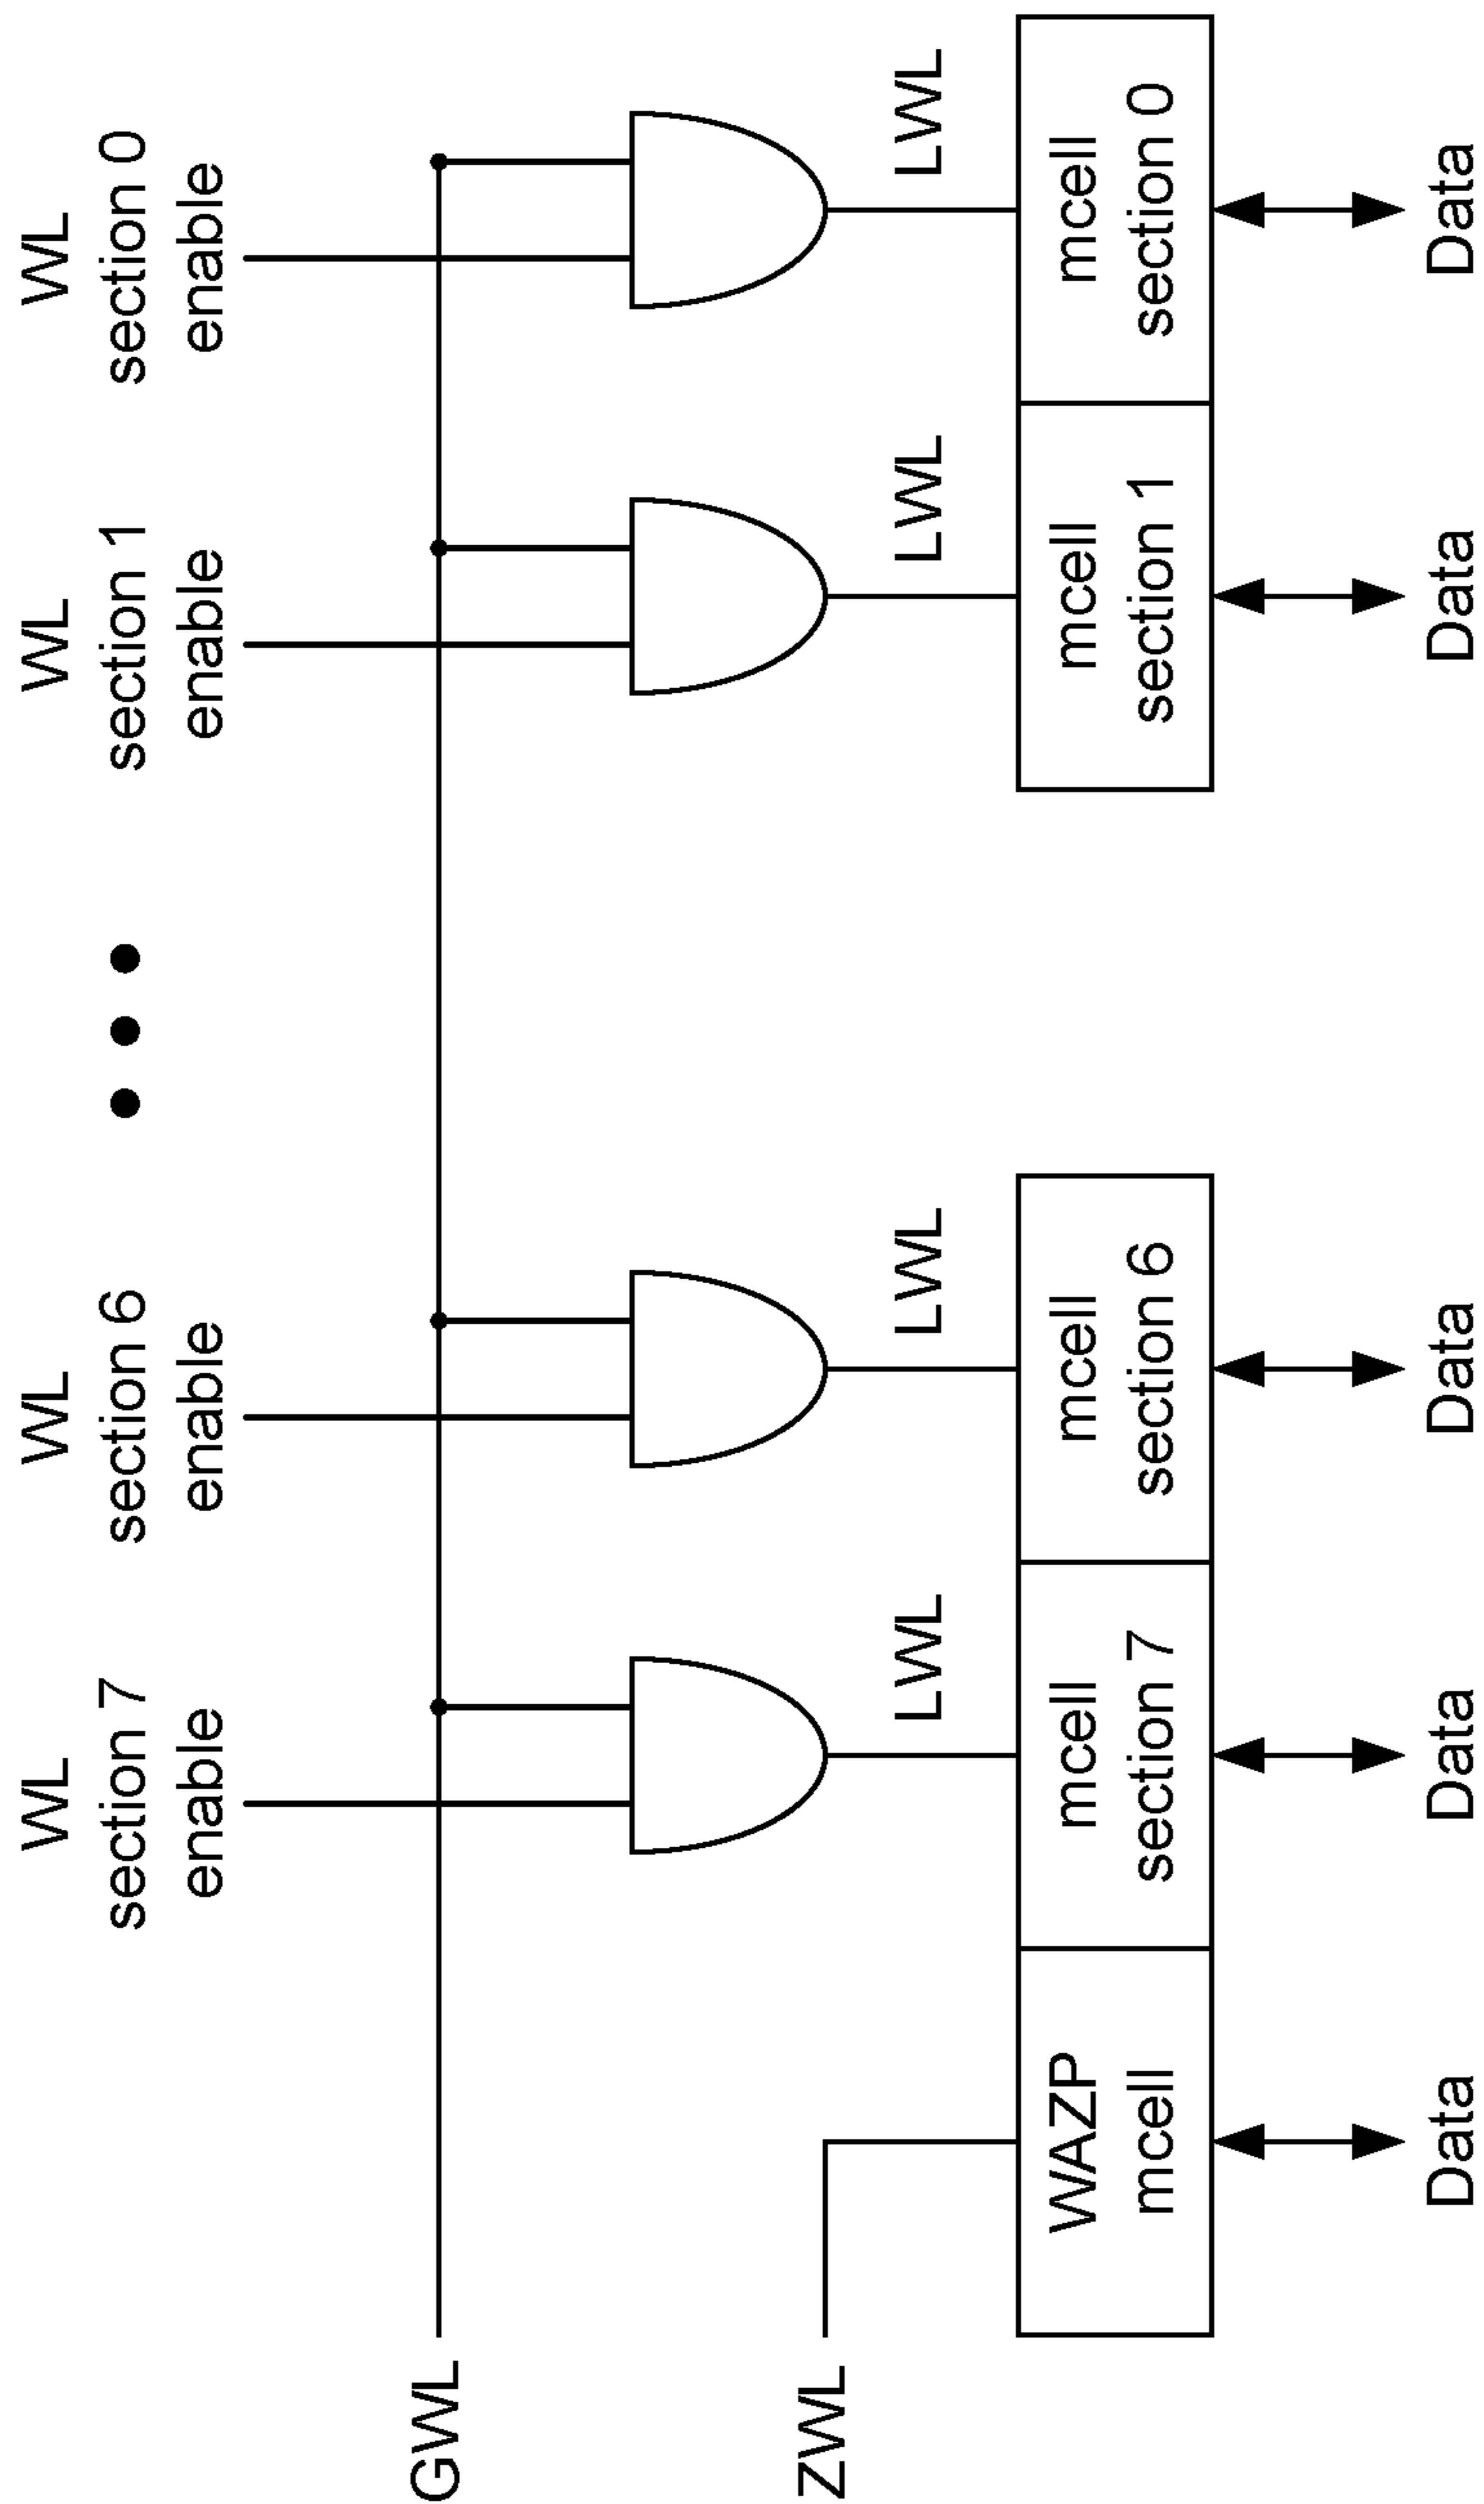 WL
section 7
enable
WL
section 6
enable
WL
section 1
enable
WL
section 0
enable
GWL
ZWL
LWL
LWL
LWL
LWL
WAZP
mcell
mcell
section 7
mcell
section 6
mcell
section 1
mcell
section 0
Data
Data
Data
Data
Data